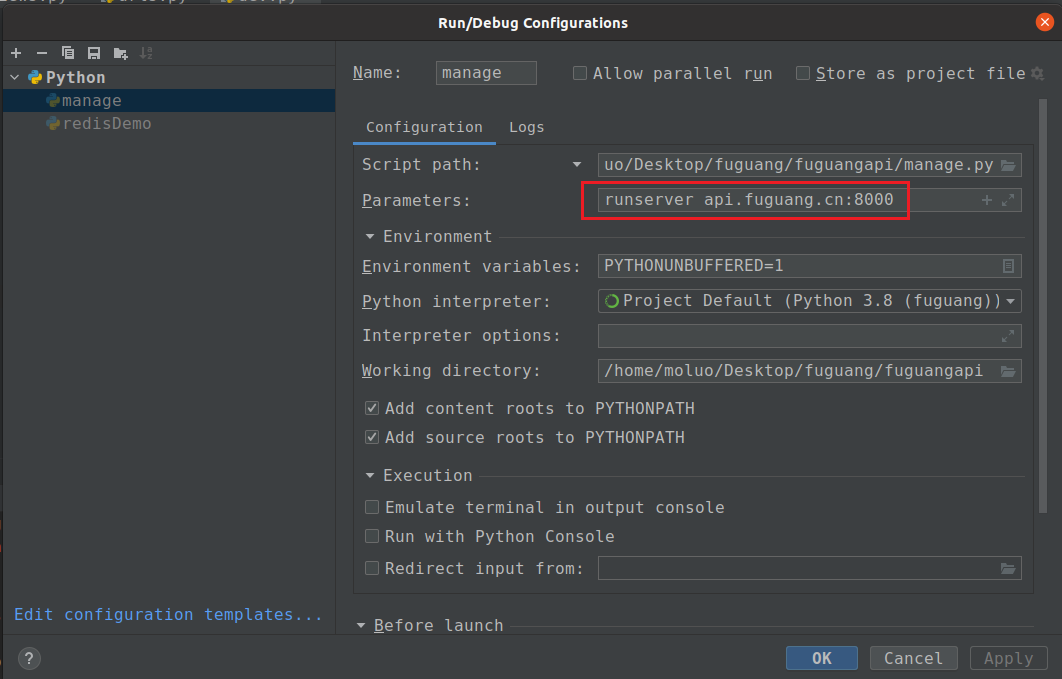 Run/Debug Configurations
Python
manage
redisDemo
Edit configuration templates...
Name: manage Allow parallel run Store as project file
Configuration Logs
Script path: uo/Desktop/fuguang/fuguangapi/manage.py
Parameters: runserver api.fuguang.cn:8000
Environment
Environment variables: PYTHONUNBUFFERED=1
Python interpreter: Project Default (Python 3.8 (fuguang))
Interpreter options:
Working directory: /home/moluo/Desktop/fuguang/fuguangapi
Add content roots to PYTHONPATH
Add source roots to PYTHONPATH
Execution
Emulate terminal in output console
Run with Python Console
Redirect input from:
Before launch
? OK Cancel Apply